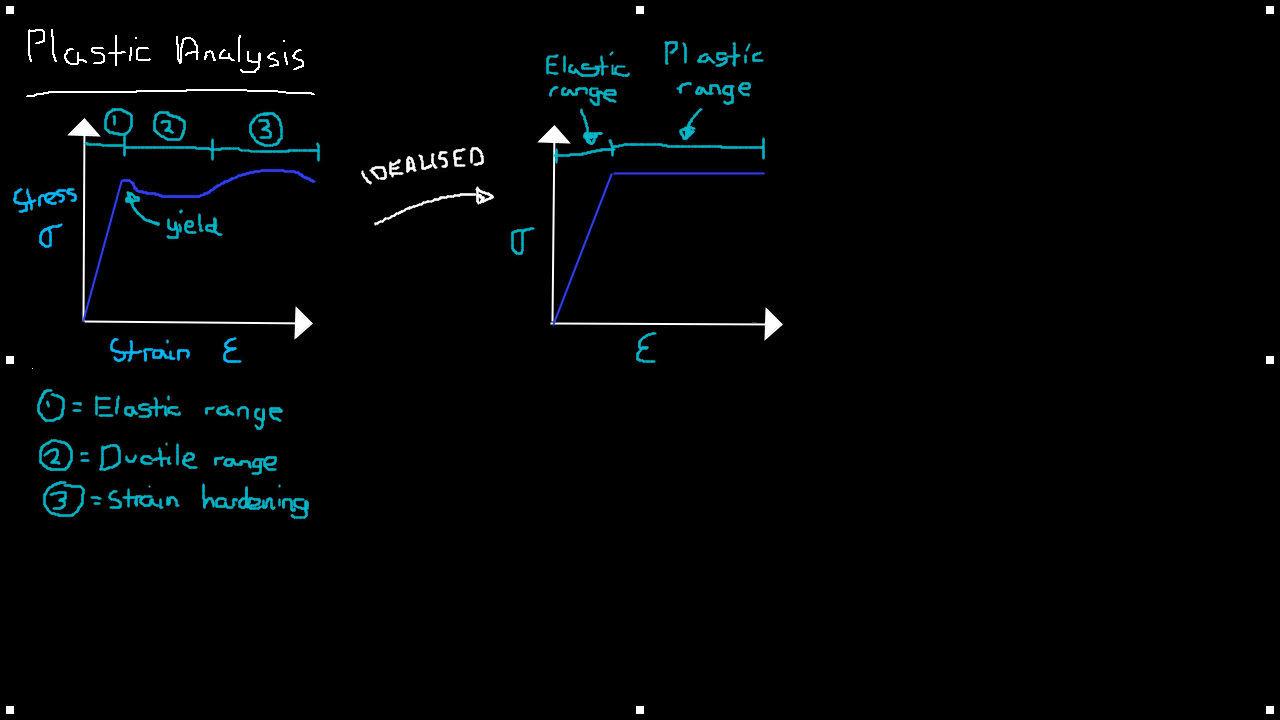 Plastic Analysis
① ② ③
Stress
σ
yield
Strain ε
IDEALISED
Elastic
range
Plastic
range
σ
ε
① = Elastic range
② = Ductile range
③ = Strain hardening